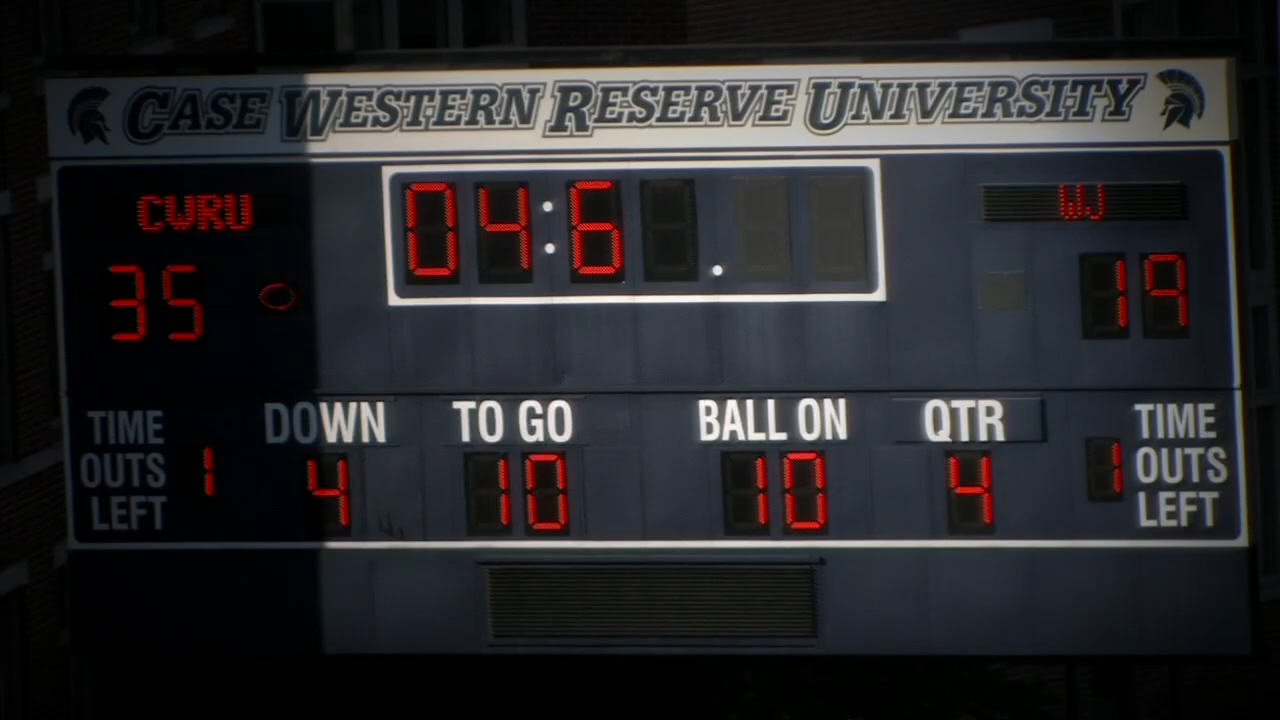 CASE WESTERN RESERVE UNIVERSITY
CWRU 04:6 . WJ
35 19
DOWN TO GO BALL ON QTR
TIME OUTS LEFT 1 4 10 10 4 1 TIME OUTS LEFT